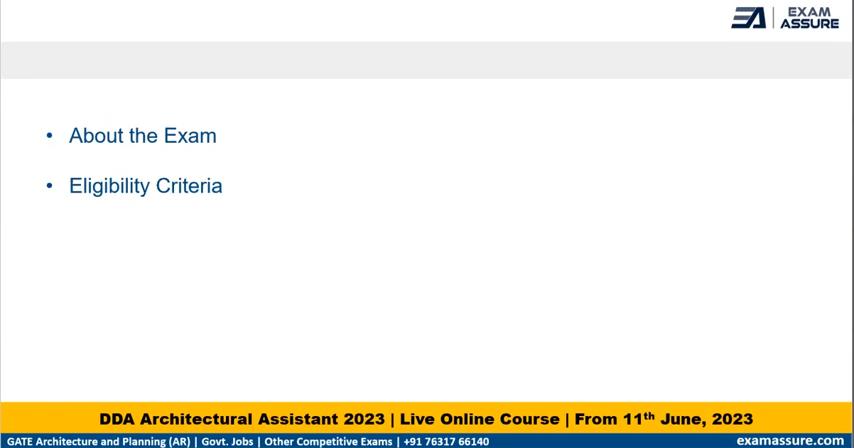 EXAM
ASSURE
• About the Exam
• Eligibility Criteria
DDA Architectural Assistant 2023 | Live Online Course | From 11th June, 2023
GATE Architecture and Planning (AR) | Govt. Jobs | Other Competitive Exams | +91 76317 66140
examassure.com